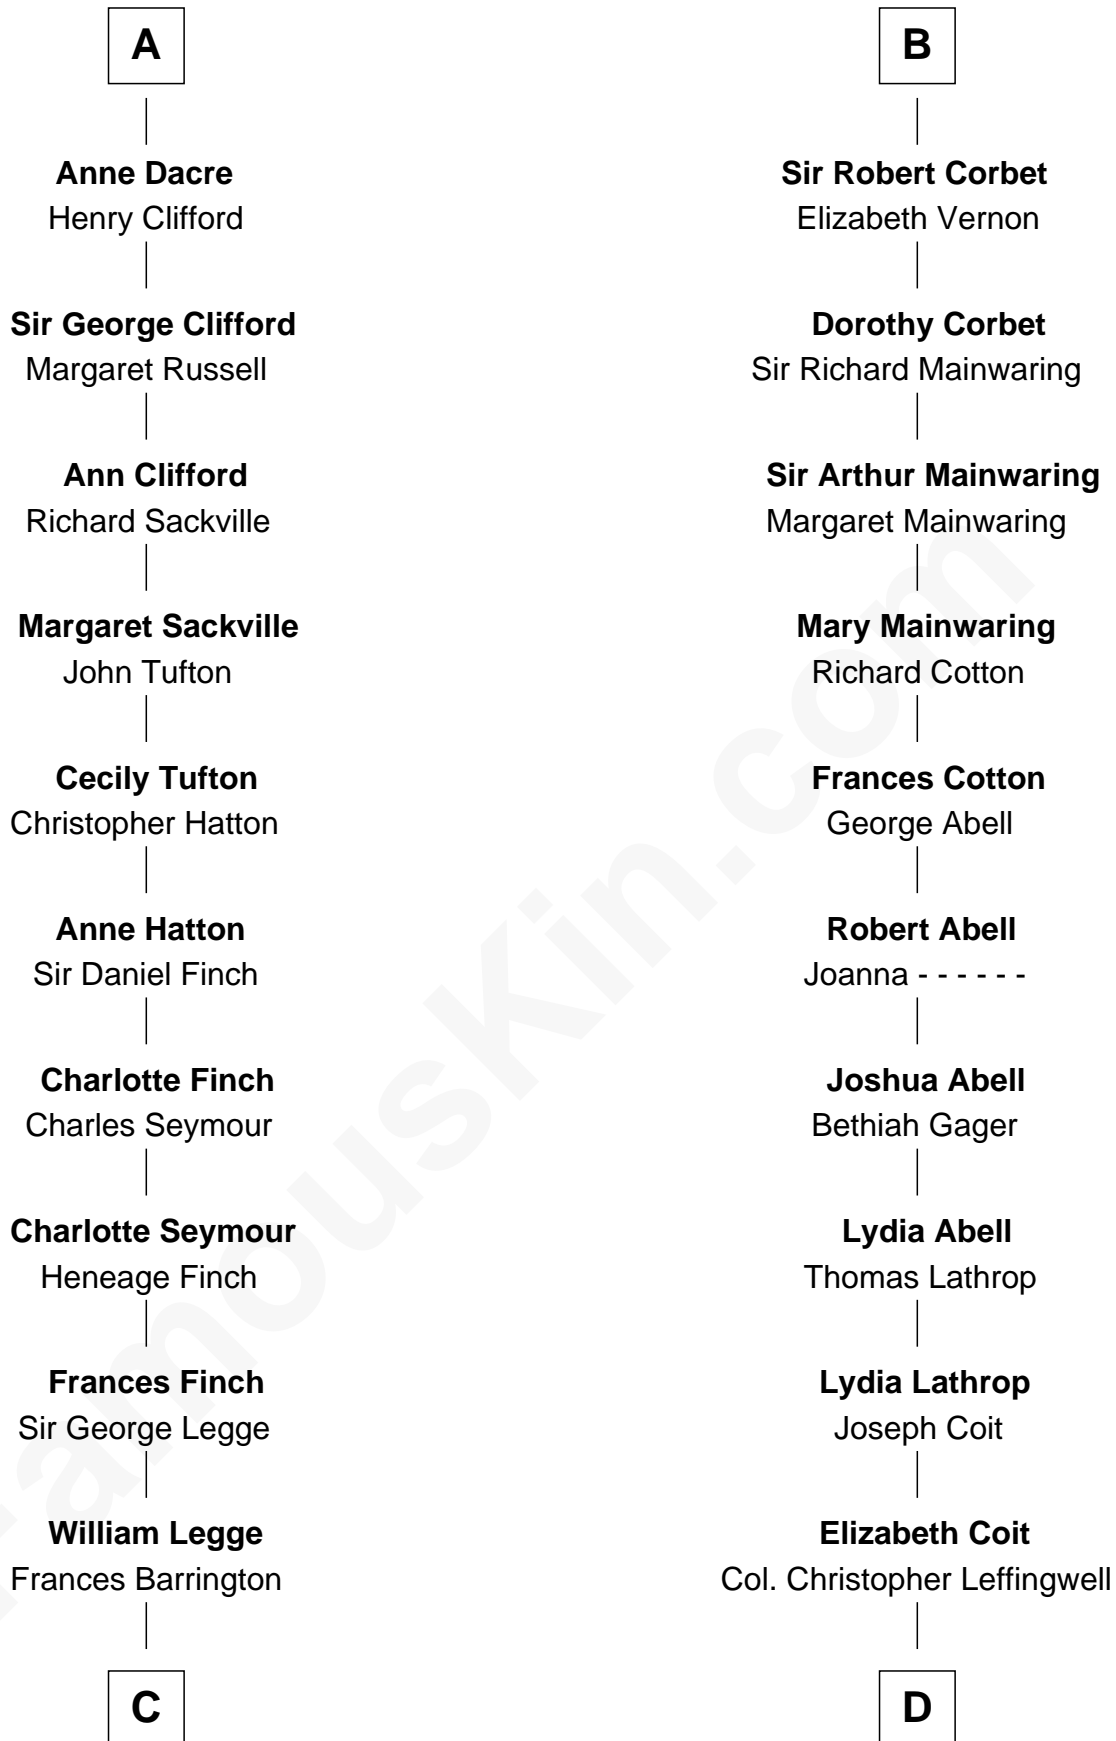 A
Anne Dacre
Henry Clifford
Sir George Clifford
Margaret Russell
Ann Clifford
Richard Sackville
Margaret Sackville
John Tufton
Cecily Tufton
Christopher Hatton
Anne Hatton
Sir Daniel Finch
Charlotte Finch
Charles Seymour
Charlotte Seymour
Heneage Finch
Frances Finch
Sir George Legge
William Legge
Frances Barrington
C
B
Sir Robert Corbet
Elizabeth Vernon
Dorothy Corbet
Sir Richard Mainwaring
Sir Arthur Mainwaring
Margaret Mainwaring
Mary Mainwaring
Richard Cotton
Frances Cotton
George Abell
Robert Abell
Joanna - - - - - -
Joshua Abell
Bethiah Gager
Lydia Abell
Thomas Lathrop
Lydia Lathrop
Joseph Coit
Elizabeth Coit
Col. Christopher Leffingwell
D
FamousKin.com